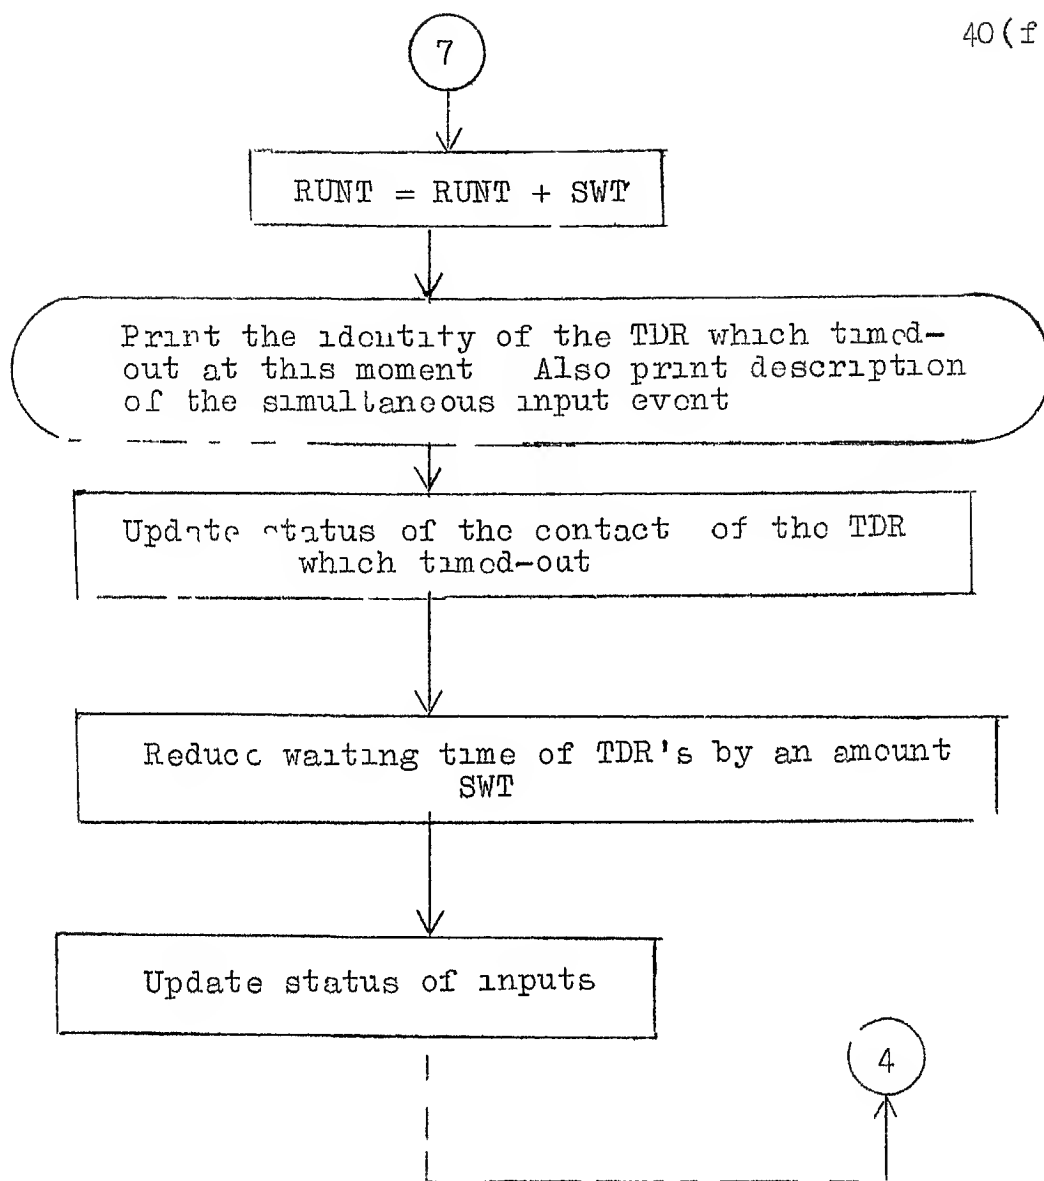 40(f
7
RUNT = RUNT + SWT
Print the identity of the TDR which timed-
out at this moment Also print description
of the simultaneous input event
Update status of the contact of the TDR
which timed-out
Reduce waiting time of TDR's by an amount
SWT
Update status of inputs
4